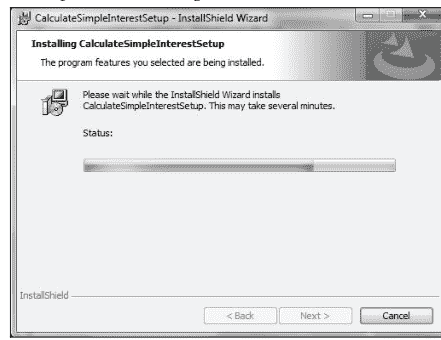 CalculateSimpleInterestSetup - InstallShield Wizard
Installing CalculateSimpleInterestSetup
The program features you selected are being installed.
Please wait while the InstallShield Wizard installs
CalculateSimpleInterestSetup. This may take several minutes.
Status:
InstallShield
< Back Next > Cancel